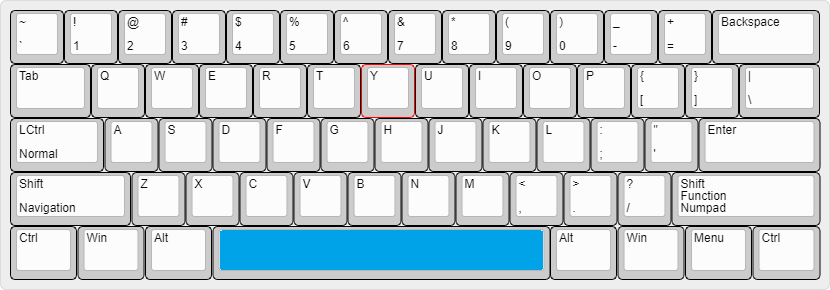 ~ ! @ # $ % ^ & * ( ) _ + Backspace
` 1 2 3 4 5 6 7 8 9 0 - =
Tab Q W E R T Y U I O P { } |
[ ] \
LCtrl A S D F G H J K L : " Enter
Normal ; '
Shift Z X C V B N M < > ? Shift
Function
Navigation , . / Numpad
Ctrl Win Alt Alt Win Menu Ctrl